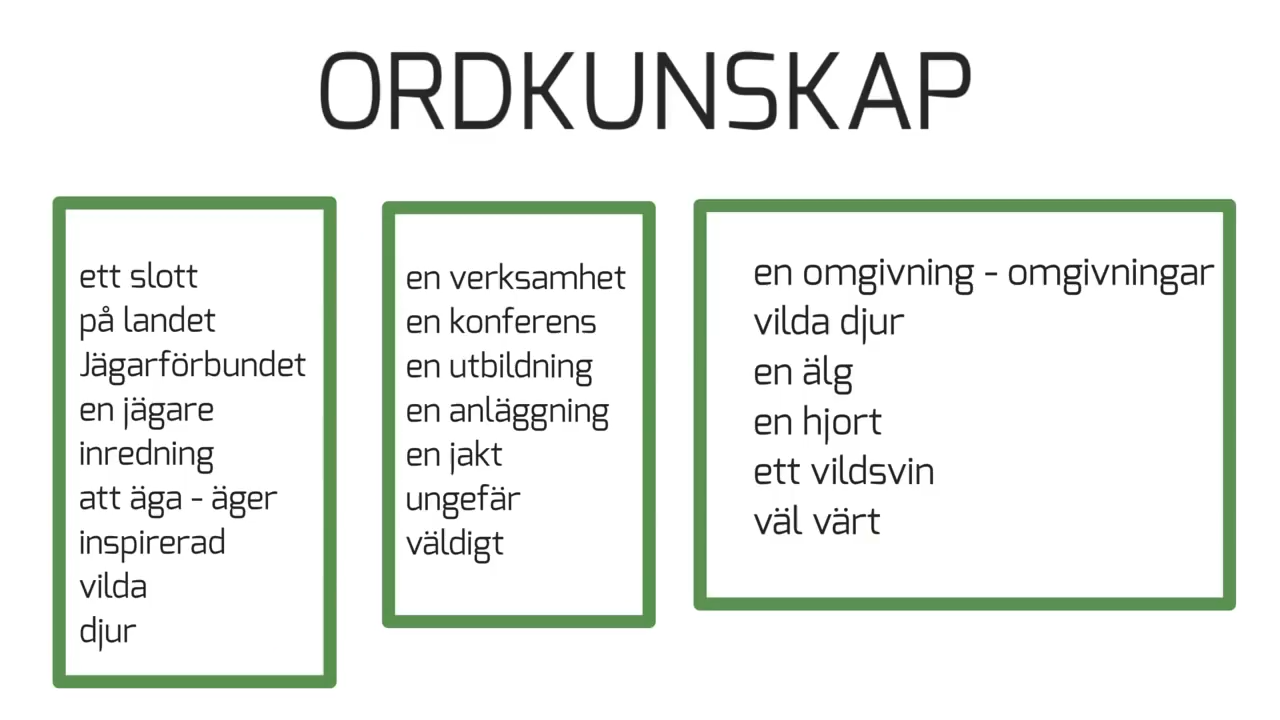 ORDKUNSKAP
ett slott
på landet
Jägarförbundet
en jägare
inredning
att äga - äger
inspirerad
vilda
djur
en verksamhet
en konferens
en utbildning
en anläggning
en jakt
ungefär
väldigt
en omgivning - omgivningar
vilda djur
en älg
en hjort
ett vildsvin
väl värt